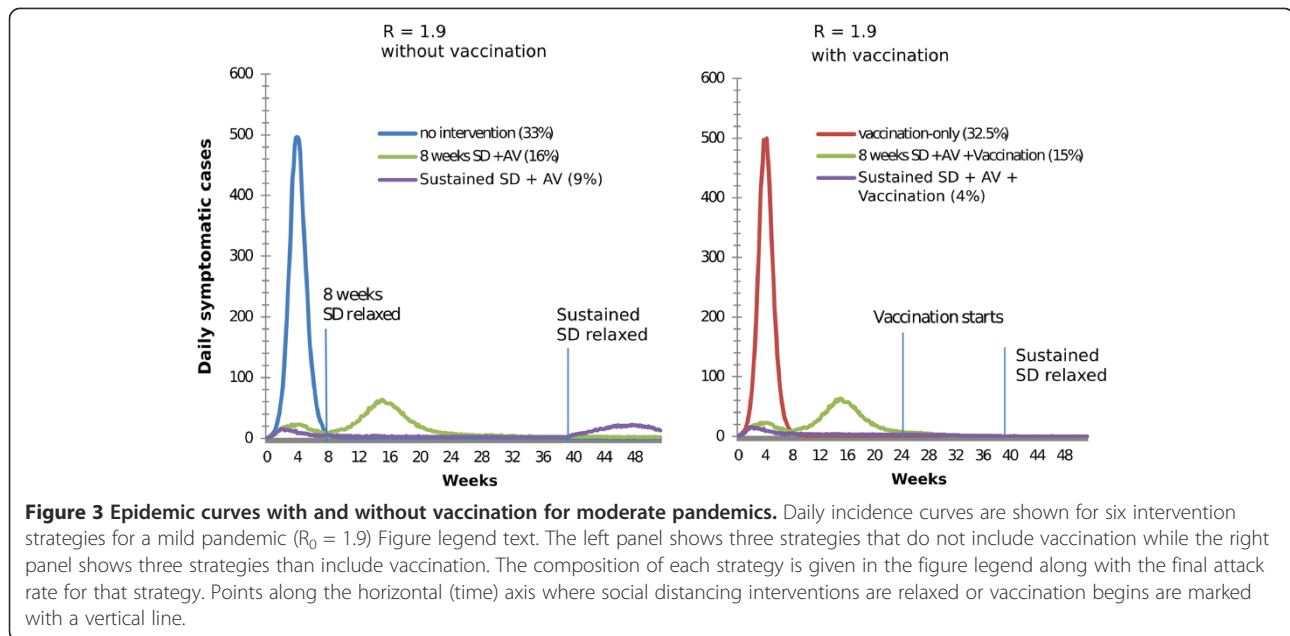 R = 1.9
without vaccination
600
500
400
300
200
100
0
Daily symptomatic cases
no intervention (33%)
8 weeks SD +AV (16%)
Sustained SD + AV (9%)
8 weeks
SD relaxed
Sustained
SD relaxed
0 4 8 12 16 20 24 28 32 36 40 44 48
Weeks
R = 1.9
with vaccination
600
500
400
300
200
100
0
vaccination-only (32.5%)
8 weeks SD +AV +Vaccination (15%)
Sustained SD + AV +
Vaccination (4%)
Vaccination starts
Sustained
SD relaxed
0 4 8 12 16 20 24 28 32 36 40 44 48
Weeks
Figure 3 Epidemic curves with and without vaccination for moderate pandemics. Daily incidence curves are shown for six intervention
strategies for a mild pandemic (R0 = 1.9) Figure legend text. The left panel shows three strategies that do not include vaccination while the right
panel shows three strategies than include vaccination. The composition of each strategy is given in the figure legend along with the final attack
rate for that strategy. Points along the horizontal (time) axis where social distancing interventions are relaxed or vaccination begins are marked
with a vertical line.